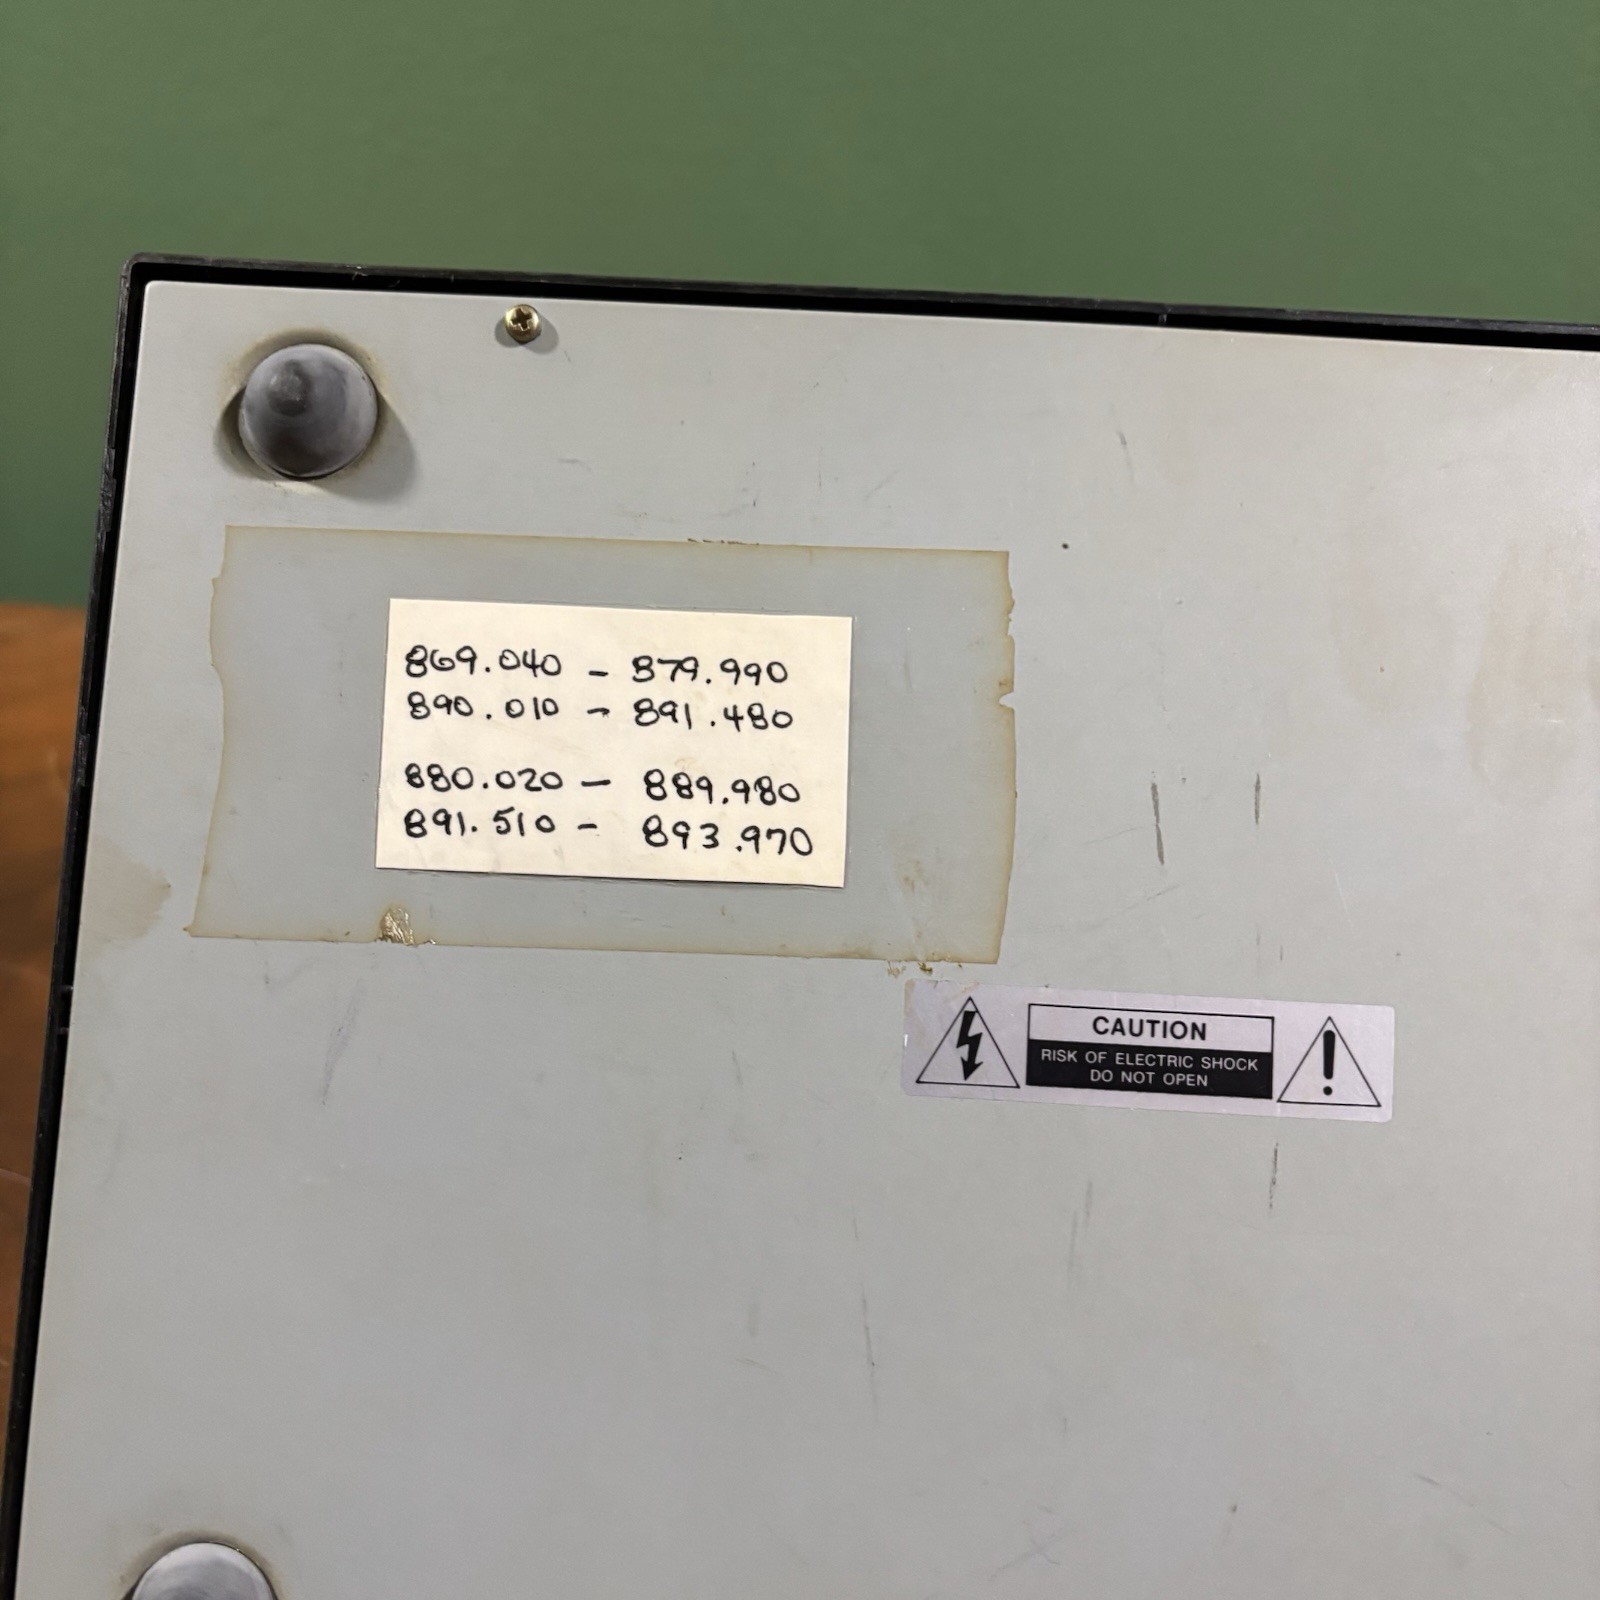 869.040 - 879.990
890.010 - 891.480
880.020 - 889.980
891.510 - 893.970
CAUTION
RISK OF ELECTRIC SHOCK
DO NOT OPEN